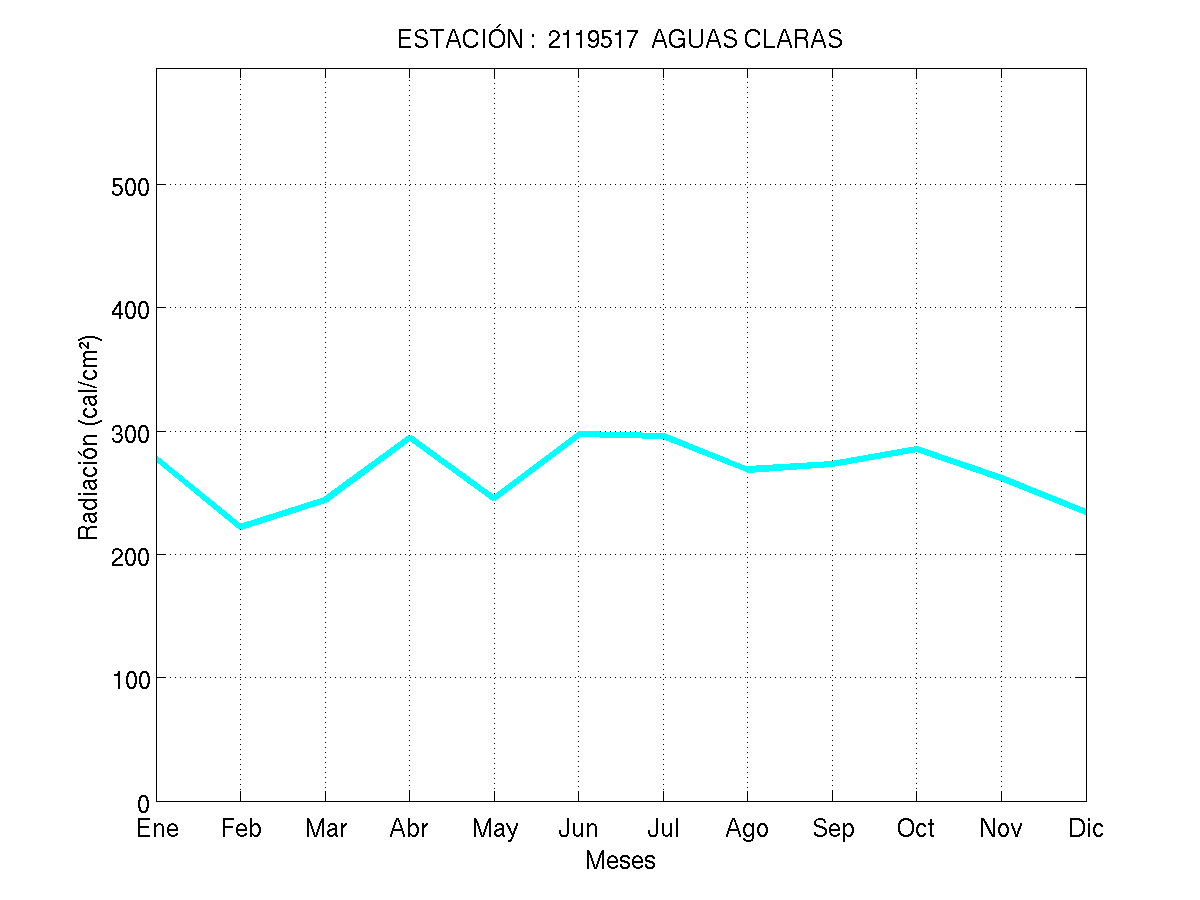 ESTACIÓN : 2119517 AGUAS CLARAS
Radiación (cal/cm²)
500
400
300
200
100
0
Ene Feb Mar Abr May Jun Jul Ago Sep Oct Nov Dic
Meses